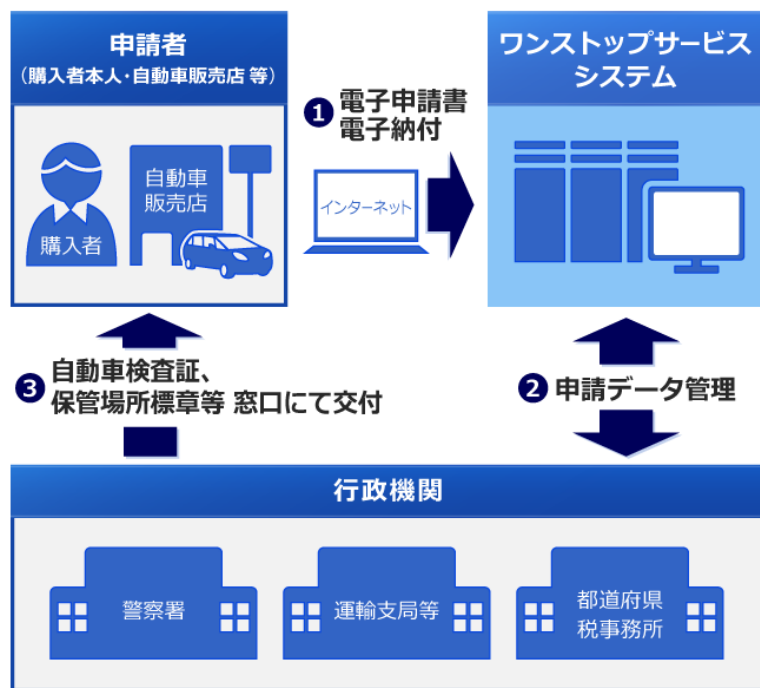 申請者
（購入者本人・自動車販売店 等）
ワンストップサービス
システム
❶ 電子申請書
電子納付
自動車
販売店
購入者
インターネット
❸ 自動車検査証、
保管場所標章等 窓口にて交付
❷ 申請データ管理
行政機関
警察署
運輸支局等
都道府県
税事務所